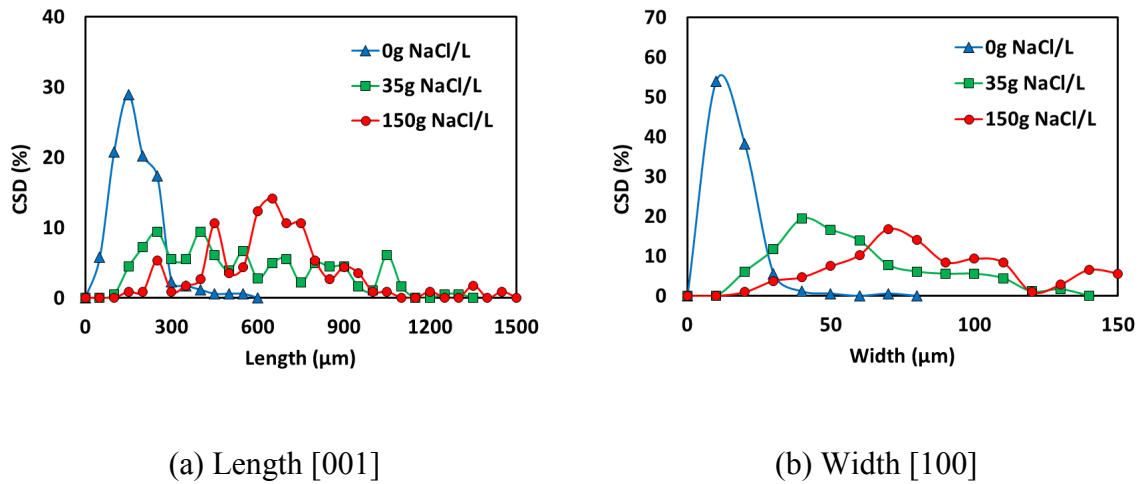 40
30
20
10
0
CSD (%)
0 300 600 900 1200 1500
Length (µm)
0g NaCl/L
35g NaCl/L
150g NaCl/L
(a) Length [001]
70
60
50
40
30
20
10
0
CSD (%)
0 50 100 150
Width (µm)
0g NaCl/L
35g NaCl/L
150g NaCl/L
(b) Width [100]